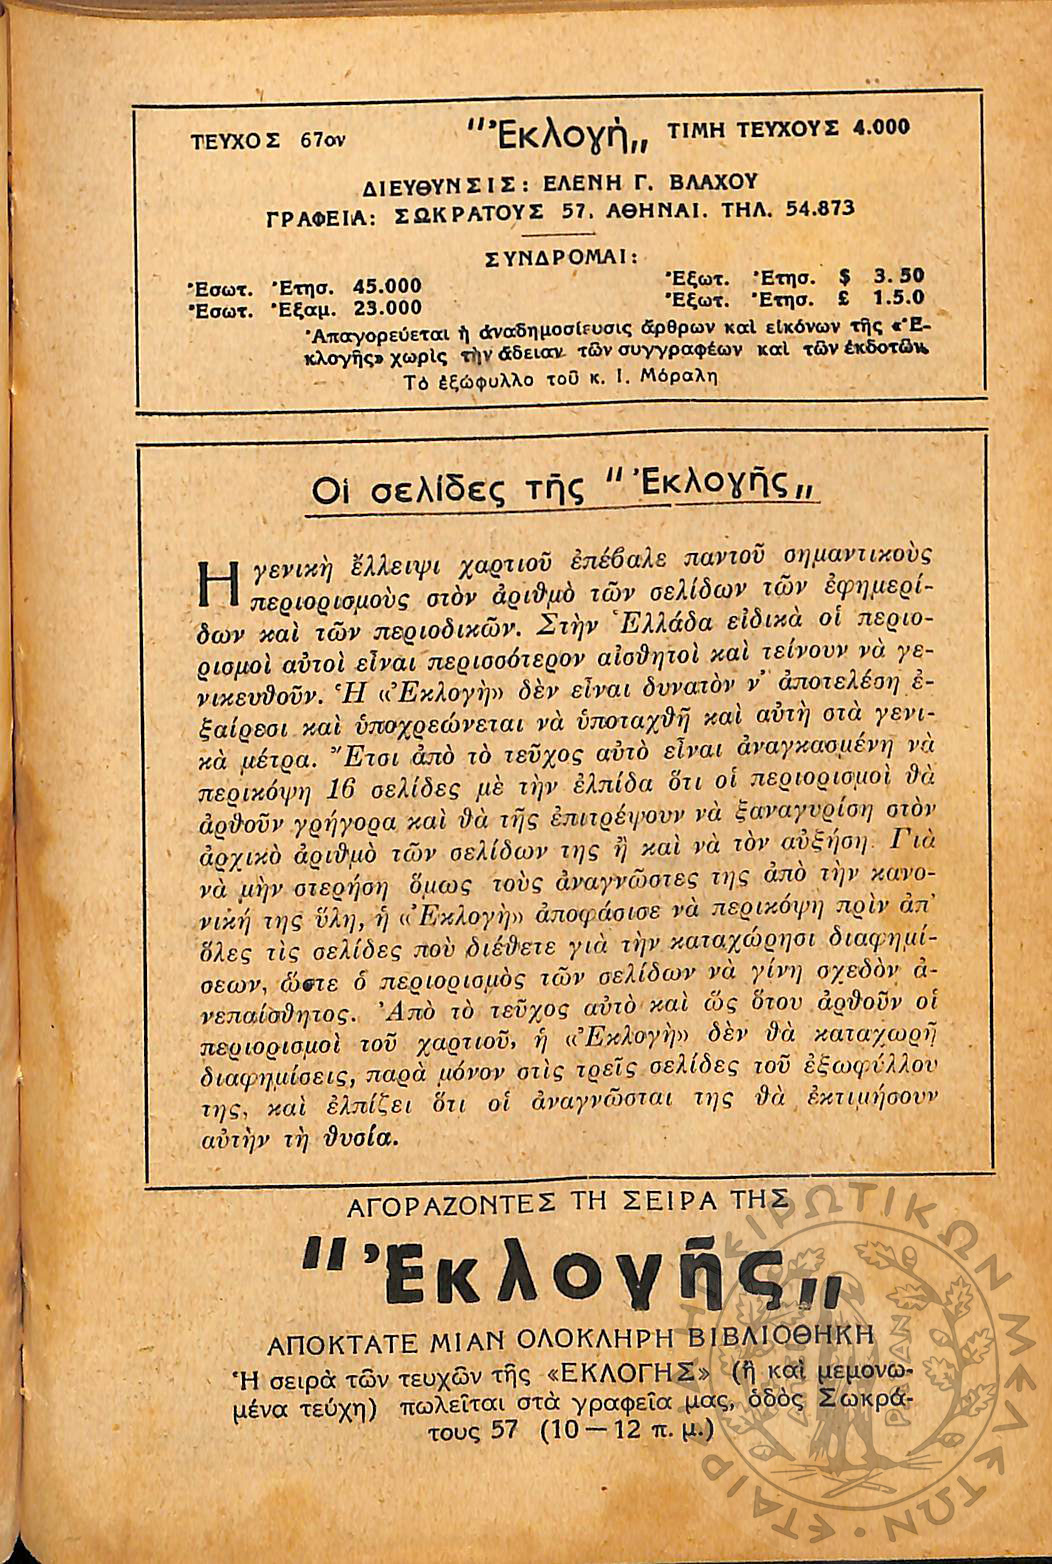 ΤΕΥΧΟΣ 67ον "Ἐκλογὴ„ ΤΙΜΗ ΤΕΥΧΟΥΣ 4.000
ΔΙΕΥΘΥΝΣΙΣ: ΕΛΕΝΗ Γ. ΒΛΑΧΟΥ
ΓΡΑΦΕΙΑ: ΣΩΚΡΑΤΟΥΣ 57. ΑΘΗΝΑΙ. ΤΗΛ. 54.873
ΣΥΝΔΡΟΜΑΙ:
Ἐσωτ. Ἐτησ. 45.000 Ἐξωτ. Ἐτησ. $ 3.50
Ἐσωτ. Ἐξαμ. 23.000 Ἐξωτ. Ἐτησ. £ 1.5.0
Ἀπαγορεύεται ἡ ἀναδημοσίευσις ἄρθρων καὶ εἰκόνων τῆς «Ἐ-
κλογῆς» χωρὶς τὴν ἄδειαν τῶν συγγραφέων καὶ τῶν ἐκδοτῶν
Τὸ ἐξώφυλλο τοῦ κ. Ι. Μόραλη
Οἱ σελίδες τῆς "Ἐκλογῆς„
Η γενικὴ ἔλλειψι χαρτιοῦ ἐπέβαλε παντοῦ σημαντικοὺς
περιορισμοὺς στὸν ἀριθμὸ τῶν σελίδων τῶν ἐφημερί-
δων καὶ τῶν περιοδικῶν. Στὴν Ἑλλάδα εἰδικὰ οἱ περιο-
ρισμοὶ αὐτοὶ εἶναι περισσότερον αἰσθητοὶ καὶ τείνουν νὰ γε-
νικευθοῦν. Ἡ «Ἐκλογὴ» δὲν εἶναι δυνατὸν ν' ἀποτελέση ἐ-
ξαίρεσι καὶ ὑποχρεώνεται νὰ ὑποταχθῆ καὶ αὐτὴ στὰ γενι-
κὰ μέτρα. Ἔτσι ἀπὸ τὸ τεῦχος αὐτὸ εἶναι ἀναγκασμένη νὰ
περικόψη 16 σελίδες μὲ τὴν ἐλπίδα ὅτι οἱ περιορισμοὶ θὰ
ἀρθοῦν γρήγορα καὶ θὰ τῆς ἐπιτρέψουν νὰ ξαναγυρίση στὸν
ἀρχικὸ ἀριθμὸ τῶν σελίδων της ἢ καὶ νὰ τὸν αὐξήση. Γιὰ
νὰ μὴν στερήση ὅμως τοὺς ἀναγνῶστες της ἀπὸ τὴν κανο-
νική της ὕλη, ἡ «Ἐκλογὴ» ἀποφάσισε νὰ περικόψη πρὶν ἀπ'
ὅλες τὶς σελίδες ποὺ διέθετε γιὰ τὴν καταχώρησι διαφημί-
σεων, ὥστε ὁ περιορισμὸς τῶν σελίδων νὰ γίνη σχεδὸν ἀ-
νεπαίσθητος. Ἀπὸ τὸ τεῦχος αὐτὸ καὶ ὣς ὅτου ἀρθοῦν οἱ
περιορισμοὶ τοῦ χαρτιοῦ, ἡ «Ἐκλογὴ» δὲν θὰ καταχωρῆ
διαφημίσεις, παρὰ μόνον στὶς τρεῖς σελίδες τοῦ ἐξωφύλλου
της, καὶ ἐλπίζει ὅτι οἱ ἀναγνῶσται της θὰ ἐκτιμήσουν
αὐτὴν τὴ θυσία.
ΑΓΟΡΑΖΟΝΤΕΣ ΤΗ ΣΕΙΡΑ ΤΗΣ
"Ἐκλογῆς„
ΑΠΟΚΤΑΤΕ ΜΙΑΝ ΟΛΟΚΛΗΡΗ ΒΙΒΛΙΟΘΗΚΗ
Ἡ σειρὰ τῶν τευχῶν τῆς «ΕΚΛΟΓΗΣ» (ἢ καὶ μεμονω-
μένα τεύχη) πωλεῖται στὰ γραφεῖα μας, ὁδὸς Σωκρά-
τους 57 (10 — 12 π. μ.)
ΕΤΑΙΡΕΙΑ ΗΠΕΙΡΩΤΙΚΩΝ ΜΕΛΕΤΩΝ